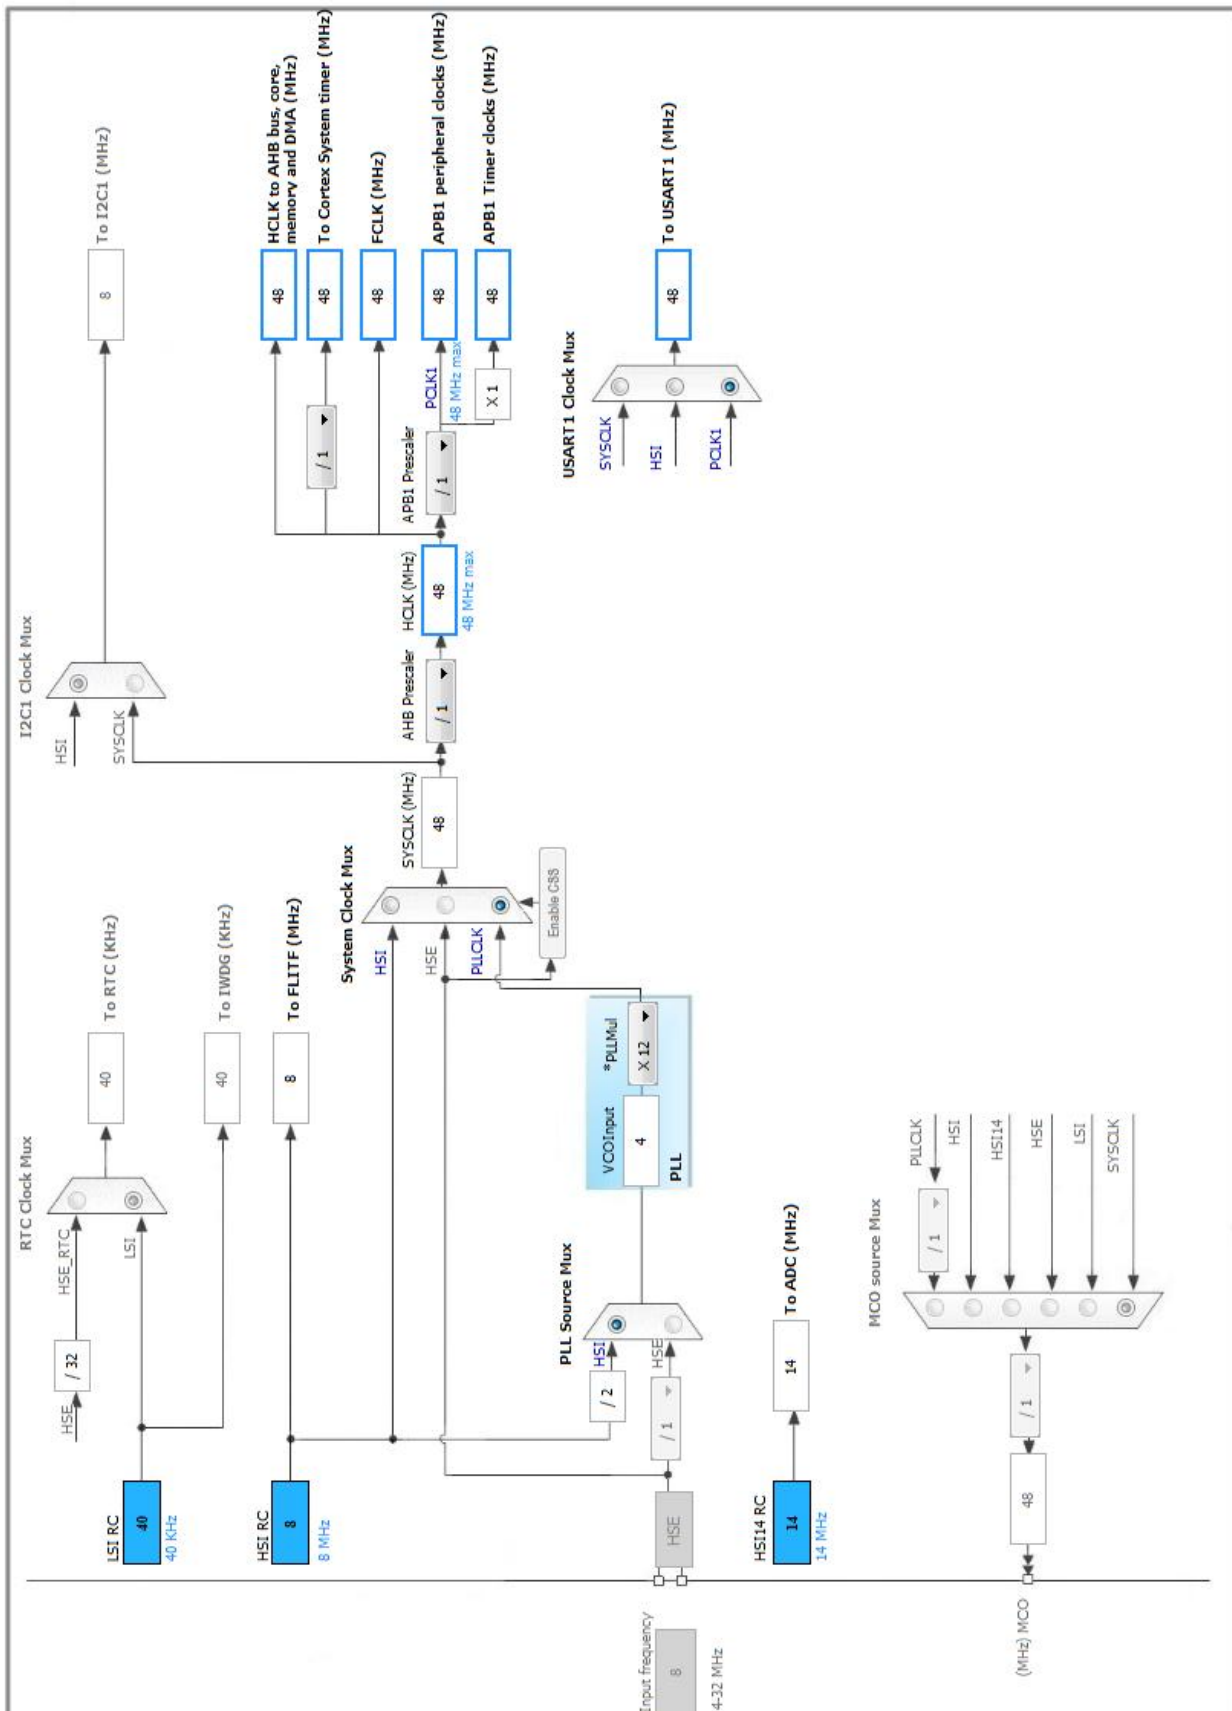 RTC Clock Mux
HSE
/ 32
HSE_RTC
40
To RTC (KHz)
LSI RC
40
40 KHz
LSI
40
To IWDG (KHz)
HSI RC
8
8 MHz
8
To FLITF (MHz)
I2C1 Clock Mux
HSI
SYSCLK
8
To I2C1 (MHz)
System Clock Mux
HSI
HSE
PLLCLK
Enable CSS
SYSCLK (MHz)
48
AHB Prescaler
/ 1
HCLK (MHz)
48
48 MHz max
APB1 Prescaler
/ 1
/ 1
PCLK1
48 MHz max
X 1
48
HCLK to AHB bus, core,
memory and DMA (MHz)
48
To Cortex System timer (MHz)
48
FCLK (MHz)
48
APB1 peripheral clocks (MHz)
48
APB1 Timer clocks (MHz)
PLL Source Mux
/ 2
HSI
/ 1
HSE
VCOInput
4
*PLLMul
X 12
PLL
Input frequency
8
4-32 MHz
HSE
USART1 Clock Mux
SYSCLK
HSI
PCLK1
48
To USART1 (MHz)
HSI14 RC
14
14 MHz
14
To ADC (MHz)
MCO source Mux
/ 1
PLLCLK
HSI
HSI14
HSE
LSI
SYSCLK
/ 1
48
(MHz) MCO